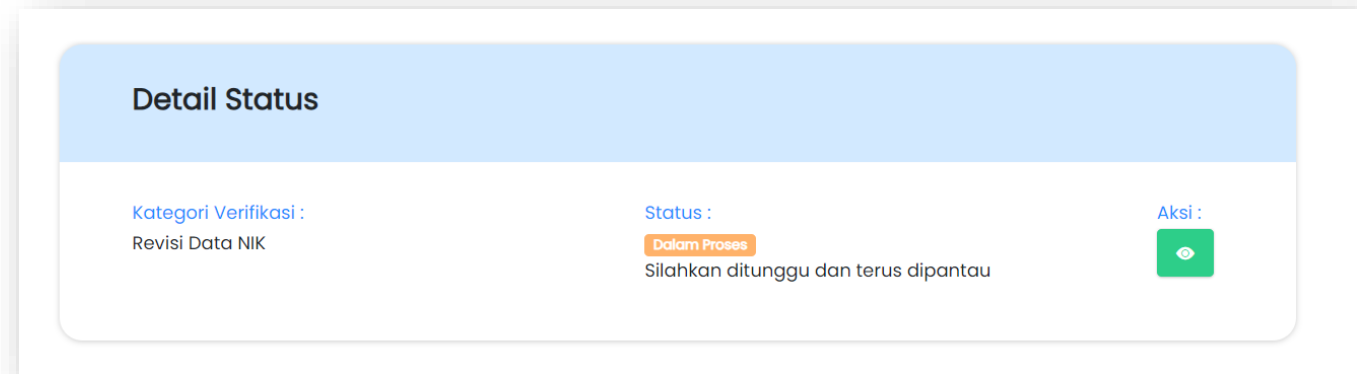 Detail Status
Kategori Verifikasi :
Revisi Data NIK
Status :
Dalam Proses
Silahkan ditunggu dan terus dipantau
Aksi :